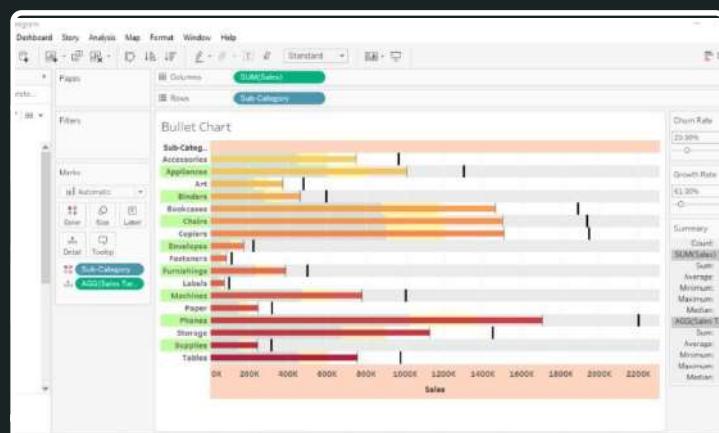 Dashboard Story Analysis Map Format Window Help
Standard
Pages
Columns SUM(Sales)
Rows Sub-Category
Filters
Marks
Automatic
Color Size Label
Detail Tooltip
Sub-Category
AGG(Sales Tar..
Bullet Chart
Sub-Categ..
Accessories
Appliances
Art
Binders
Bookcases
Chairs
Copiers
Envelopes
Fasteners
Furnishings
Labels
Machines
Paper
Phones
Storage
Supplies
Tables
0K 200K 400K 600K 800K 1000K 1200K 1400K 1600K 1800K 2000K 2200K
Sales
Churn Rate
Growth Rate
Summary
Count:
SUM(Sales)
Sum:
Average:
Minimum:
Maximum:
Median:
AGG(Sales Ta
Sum:
Average:
Minimum:
Maximum:
Median: